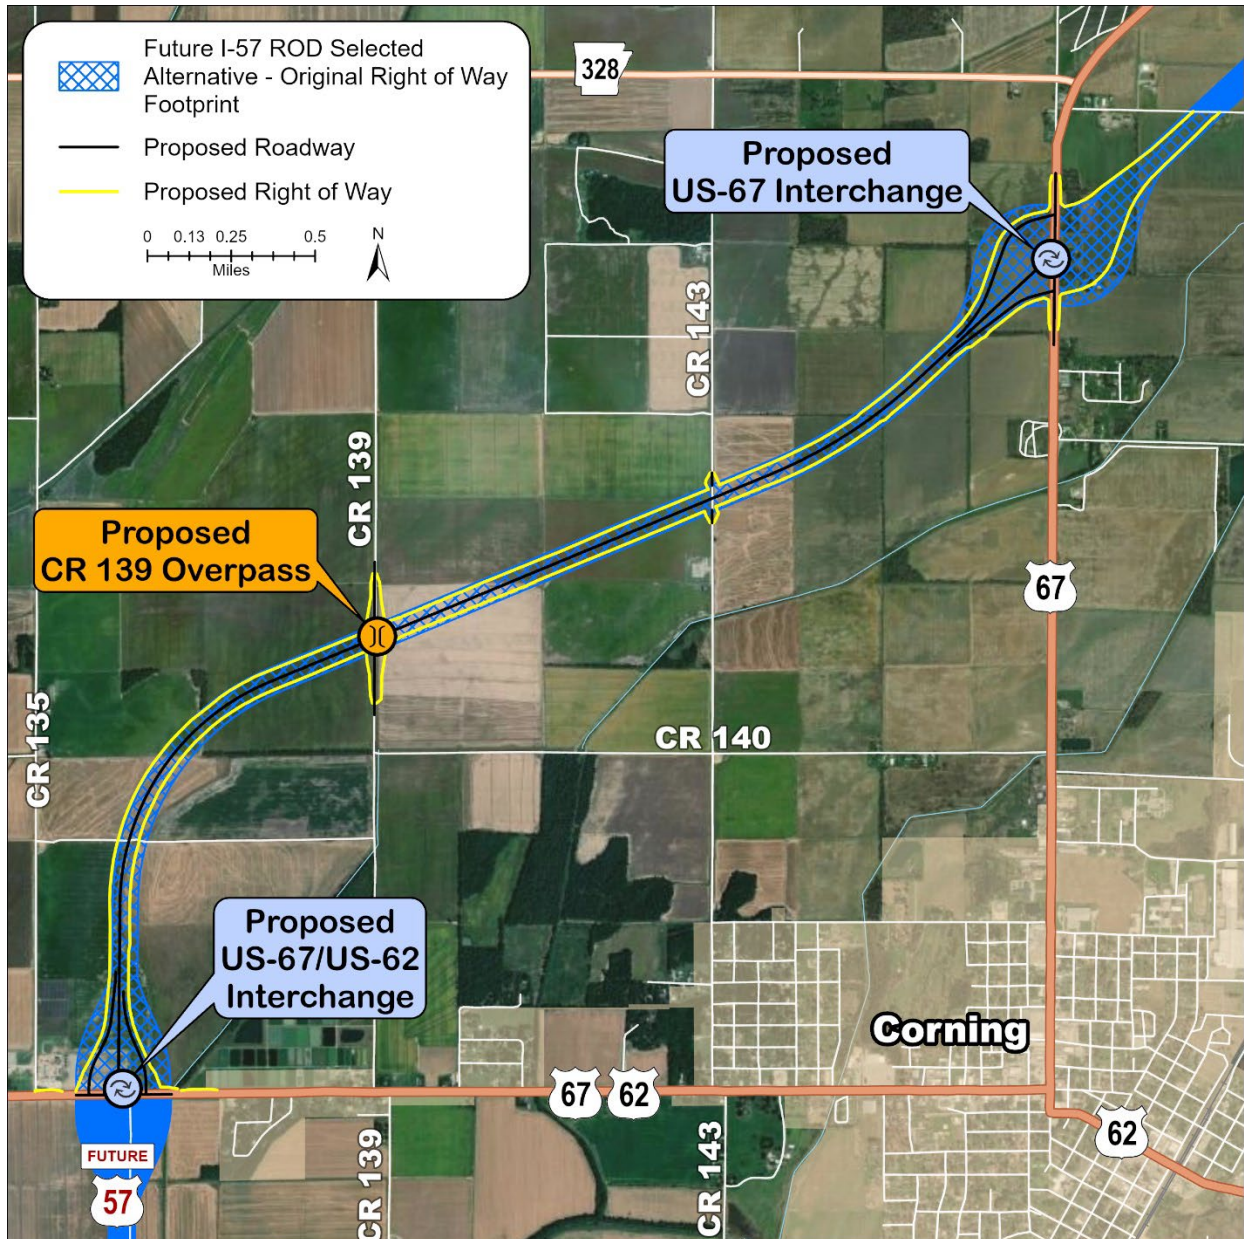 Future I-57 ROD Selected
Alternative - Original Right of Way
Footprint
Proposed Roadway
Proposed Right of Way
0 0.13 0.25 0.5
Miles
N
328
Proposed
US-67 Interchange
CR 143
CR 139
Proposed
CR 139 Overpass
67
CR 135
CR 140
Proposed
US-67/US-62
Interchange
Corning
67 62
62
FUTURE
57
CR 139
CR 143